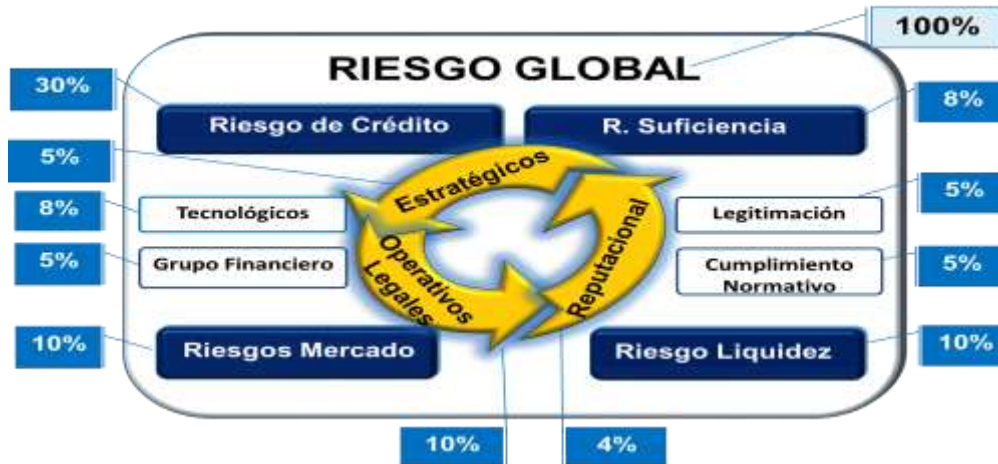 100%
RIESGO GLOBAL
30%
Riesgo de Crédito
R. Suficiencia
8%
5%
Estratégicos
8%
Tecnológicos
Legitimación
5%
5%
Grupo Financiero
Operativos
Legales
Reputacional
Cumplimiento
Normativo
5%
10%
Riesgos Mercado
Riesgo Liquidez
10%
10%
4%